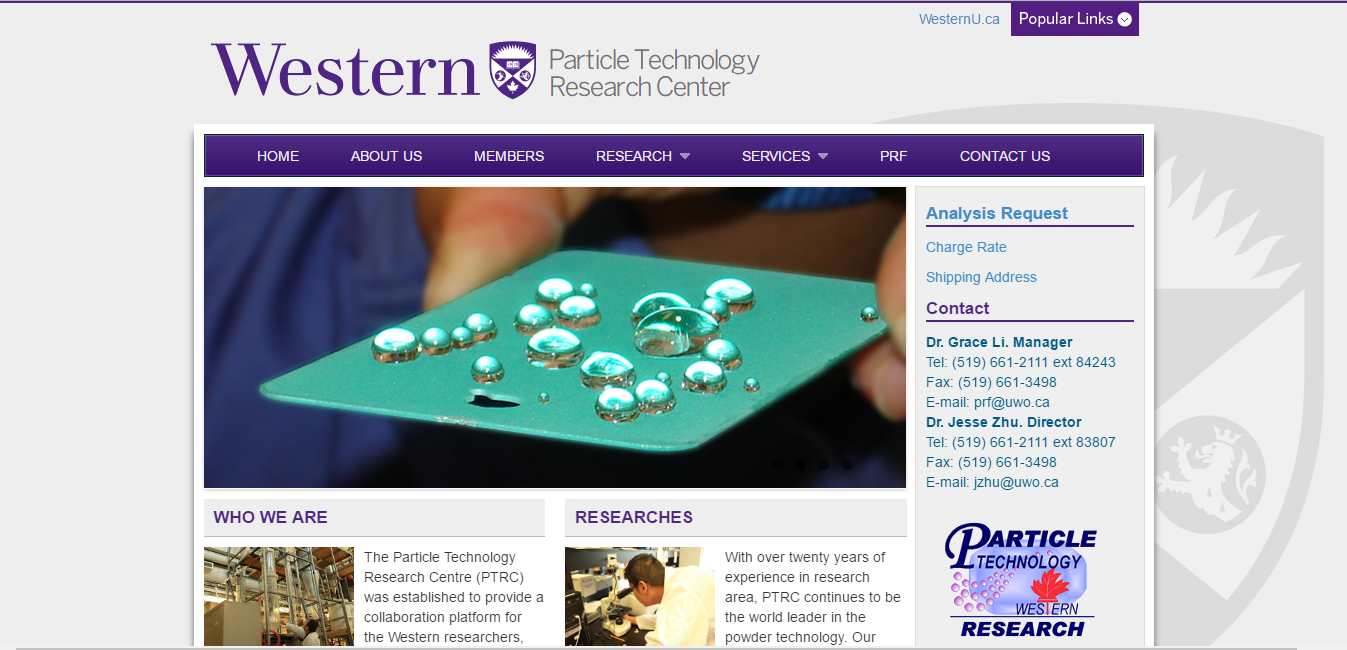 WesternU.ca
Popular Links
Western
Particle Technology
Research Center
HOME
ABOUT US
MEMBERS
RESEARCH
SERVICES
PRF
CONTACT US
Analysis Request
Charge Rate
Shipping Address
Contact
Dr. Grace Li. Manager
Tel: (519) 661-2111 ext 84243
Fax: (519) 661-3498
E-mail: prf@uwo.ca
Dr. Jesse Zhu. Director
Tel: (519) 661-2111 ext 83807
Fax: (519) 661-3498
E-mail: jzhu@uwo.ca
PARTICLE
TECHNOLOGY
WESTERN
RESEARCH
WHO WE ARE
The Particle Technology
Research Centre (PTRC)
was established to provide a
collaboration platform for
the Western researchers,
RESEARCHES
With over twenty years of
experience in research
area, PTRC continues to be
the world leader in the
powder technology. Our